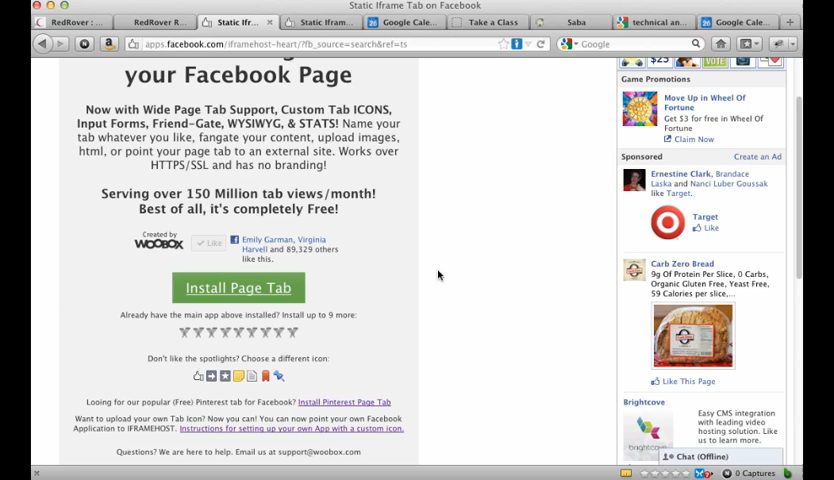 Static Iframe Tab on Facebook
RedRover :
RedRover R...
Static If...
Static Ifram...
Google Cale...
Take a Class
Saba
technical an...
Google Cale...
apps.facebook.com/iframehost-heart/?fb_source=search&ref=ts
Google
your Facebook Page
Now with Wide Page Tab Support, Custom Tab ICONS,
Input Forms, Friend-Gate, WYSIWYG, & STATS! Name your
tab whatever you like, fangate your content, upload images,
html, or point your page tab to an external site. Works over
HTTPS/SSL and has no branding!
Serving over 150 Million tab views/month!
Best of all, it's completely Free!
Created by
WOOBOX
Like
Emily Garman, Virginia
Harvell and 89,329 others
like this.
Install Page Tab
Already have the main app above installed? Install up to 9 more:
Don't like the spotlights? Choose a different icon:
Looing for our popular (Free) Pinterest tab for Facebook? Install Pinterest Page Tab
Want to upload your own Tab Icon? Now you can! You can now point your own Facebook
Application to IFRAMEHOST. Instructions for setting up your own App with a custom icon.
Questions? We are here to help. Email us at support@woobox.com
$25
VOTE
Game Promotions
Move Up in Wheel Of
Fortune
Get $3 for free in Wheel Of
Fortune
Claim Now
Sponsored
Create an Ad
Ernestine Clark, Brandace
Laska and Nanci Luber Goussak
like Target.
Target
Like
Carb Zero Bread
9g Of Protein Per Slice, 0 Carbs,
Organic Gluten Free, Yeast Free,
59 Calories per slice,...
Like This Page
Brightcove
Easy CMS integration
with leading video
hosting solution. Like
us to learn more.
brightcove
Chat (Offline)
0 Captures